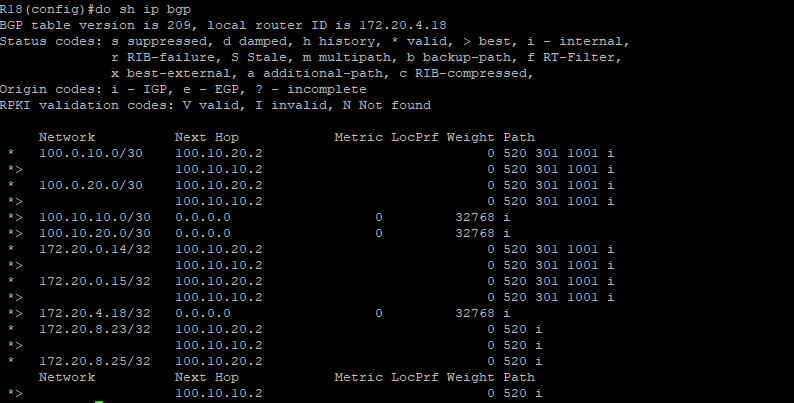 R18(config)#do sh ip bgp
BGP table version is 209, local router ID is 172.20.4.18
Status codes: s suppressed, d damped, h history, * valid, > best, i - internal,
              r RIB-failure, S Stale, m multipath, b backup-path, f RT-Filter,
              x best-external, a additional-path, c RIB-compressed,
Origin codes: i - IGP, e - EGP, ? - incomplete
RPKI validation codes: V valid, I invalid, N Not found

     Network          Next Hop            Metric LocPrf Weight Path
 *   100.0.10.0/30    100.10.20.2                            0 520 301 1001 i
 *>                   100.10.10.2                            0 520 301 1001 i
 *   100.0.20.0/30    100.10.20.2                            0 520 301 1001 i
 *>                   100.10.10.2                            0 520 301 1001 i
 *>  100.10.10.0/30   0.0.0.0                  0         32768 i
 *>  100.10.20.0/30   0.0.0.0                  0         32768 i
 *   172.20.0.14/32   100.10.20.2                            0 520 301 1001 i
 *>                   100.10.10.2                            0 520 301 1001 i
 *   172.20.0.15/32   100.10.20.2                            0 520 301 1001 i
 *>                   100.10.10.2                            0 520 301 1001 i
 *>  172.20.4.18/32   0.0.0.0                  0         32768 i
 *   172.20.8.23/32   100.10.20.2                            0 520 i
 *>                   100.10.10.2                            0 520 i
 *   172.20.8.25/32   100.10.20.2                            0 520 i
     Network          Next Hop            Metric LocPrf Weight Path
 *>                   100.10.10.2                            0 520 i